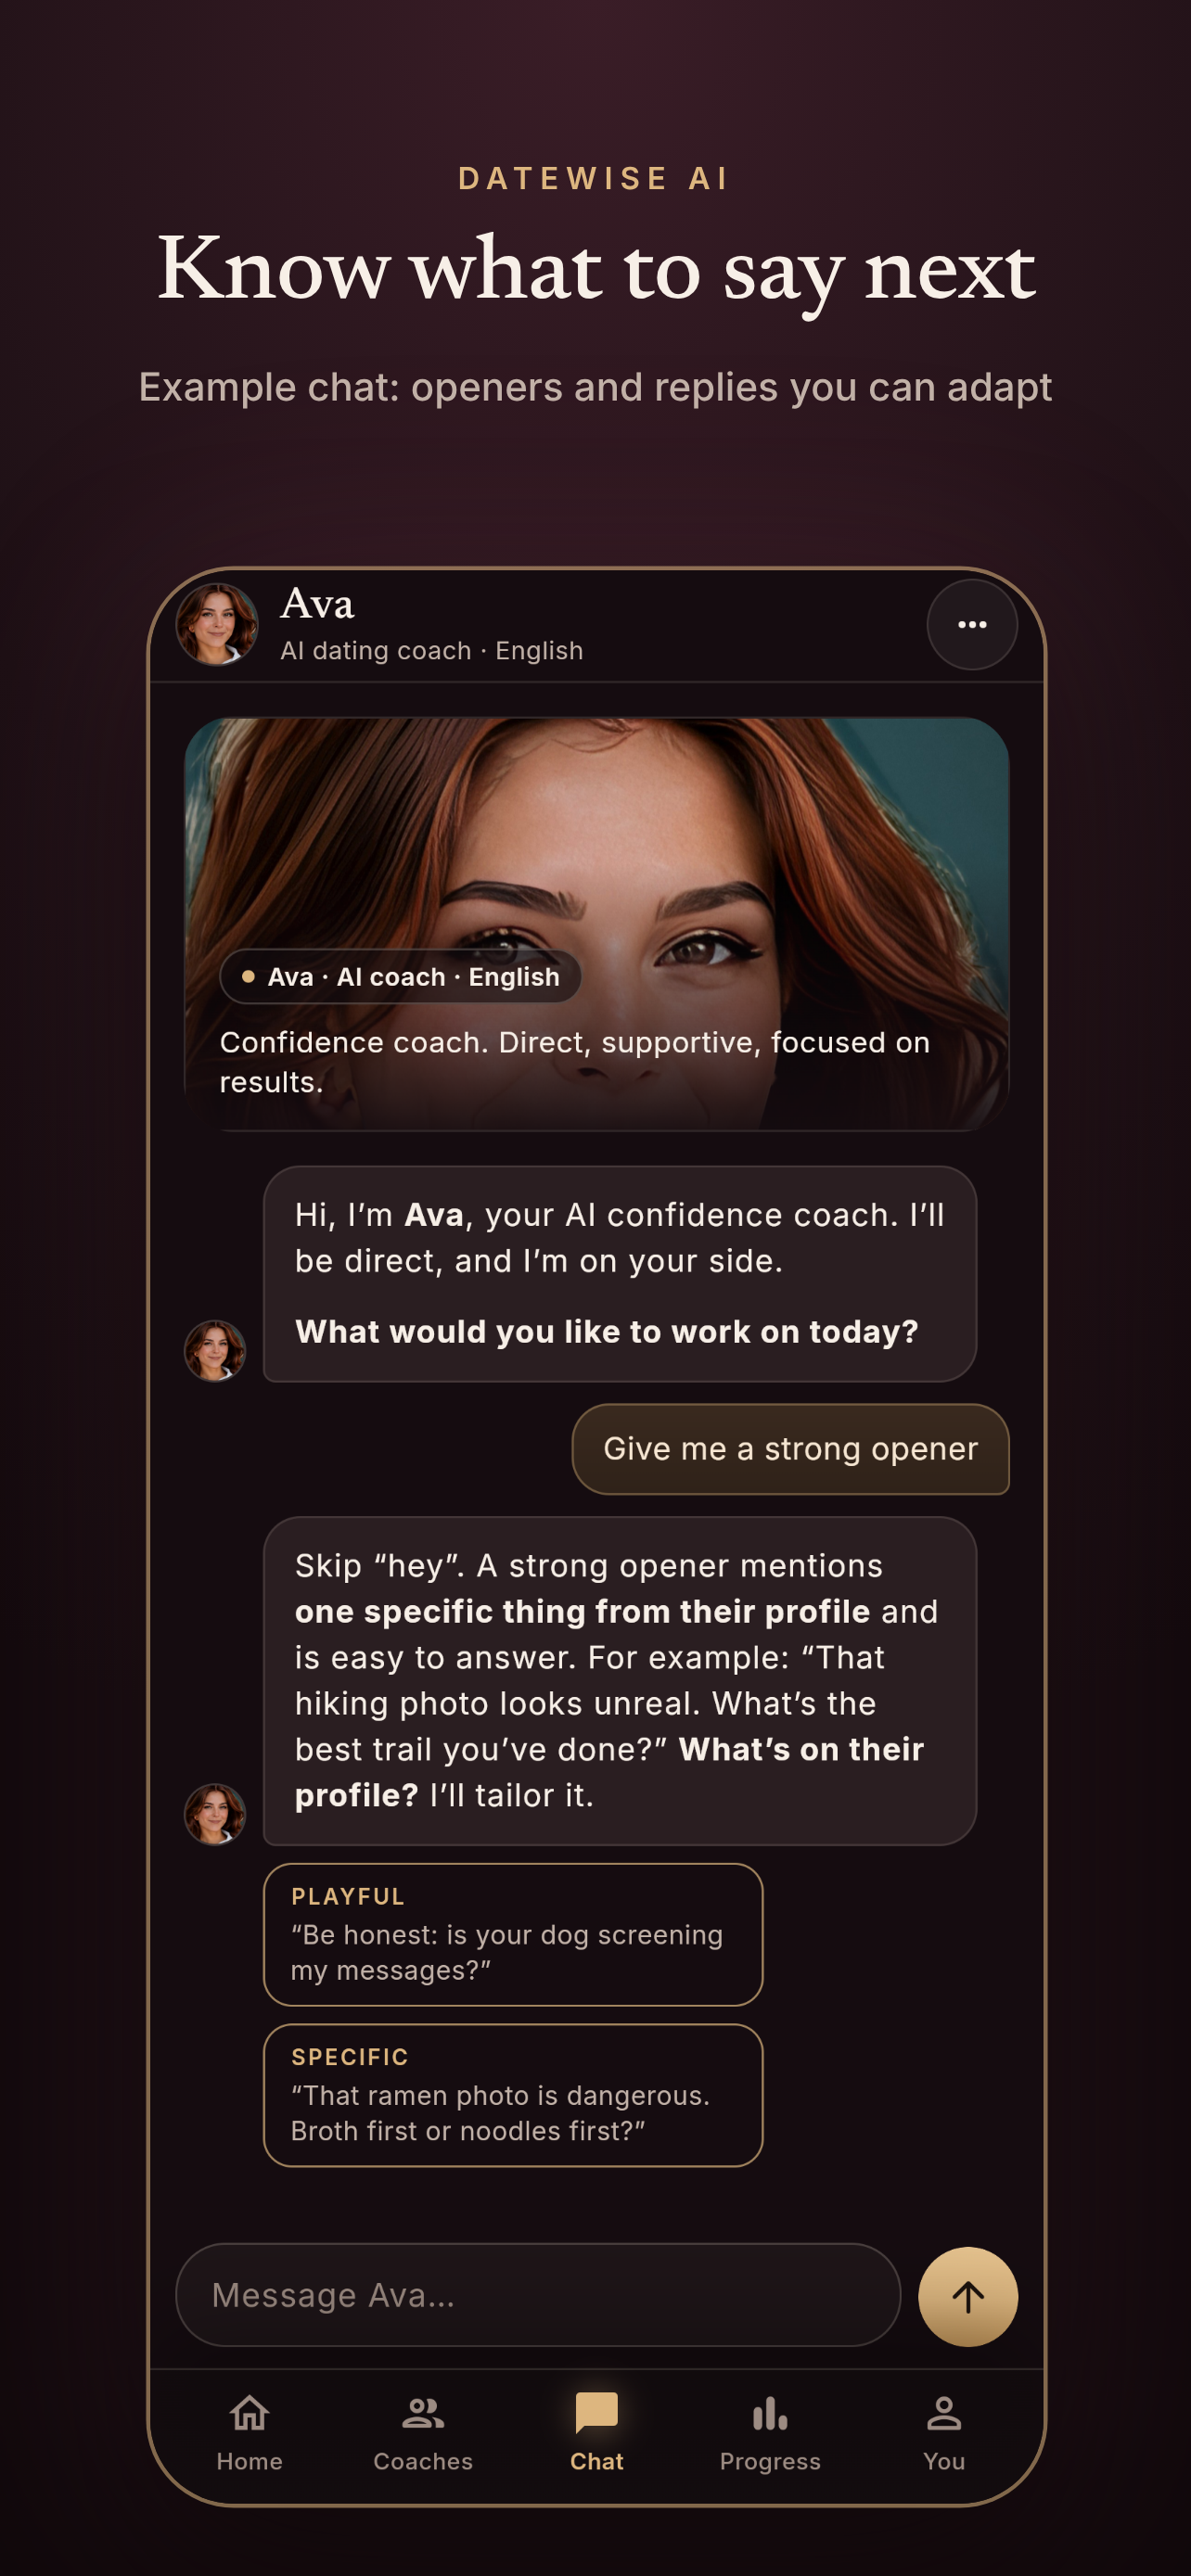 DATEWISE AI
Know what to say next
Example chat: openers and replies you can adapt
Ava
AI dating coach · English
Ava · AI coach · English
Confidence coach. Direct, supportive, focused on
results.
Hi, I’m Ava, your AI confidence coach. I’ll
be direct, and I’m on your side.
What would you like to work on today?
Give me a strong opener
Skip “hey”. A strong opener mentions
one specific thing from their profile and
is easy to answer. For example: “That
hiking photo looks unreal. What’s the
best trail you’ve done?” What’s on their
profile? I’ll tailor it.
PLAYFUL
“Be honest: is your dog screening
my messages?”
SPECIFIC
“That ramen photo is dangerous.
Broth first or noodles first?”
Message Ava...
Home
Coaches
Chat
Progress
You